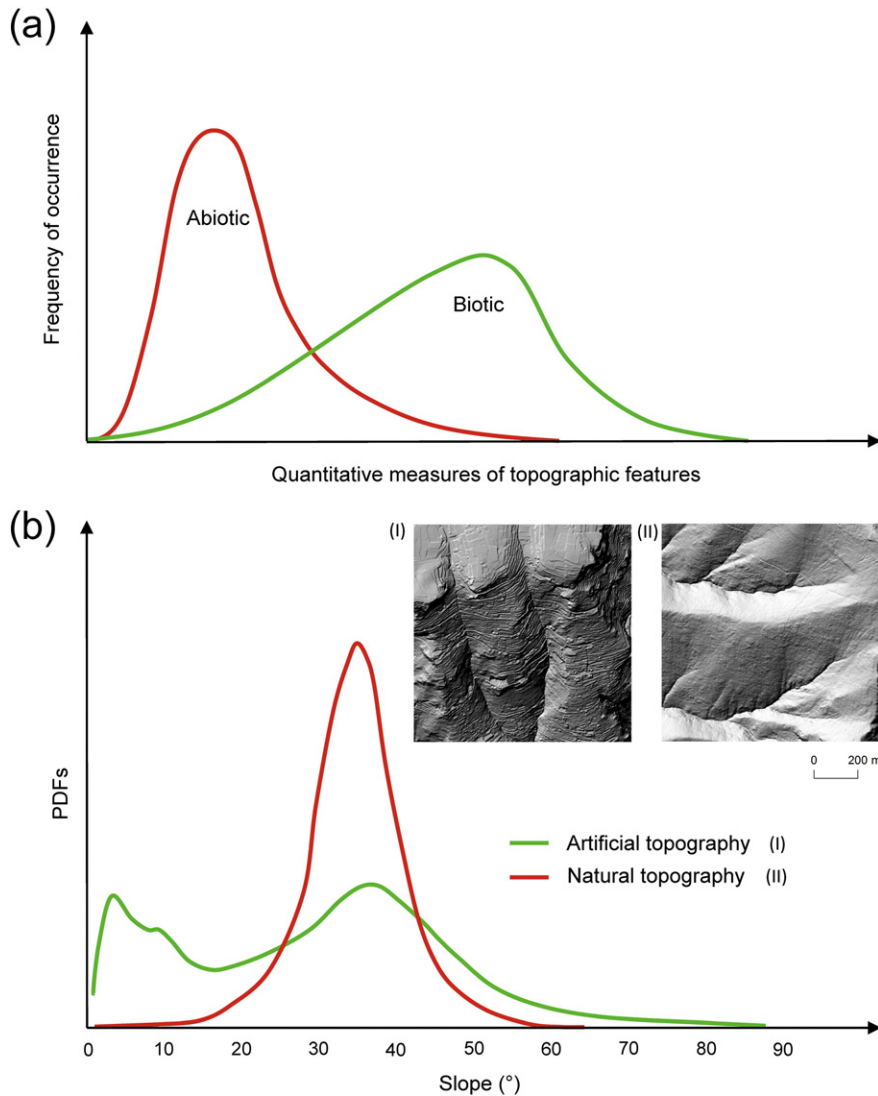 (a)
Frequency of occurrence
Abiotic
Biotic
Quantitative measures of topographic features
(b)
(I)
(II)
0 200 m
PDFs
Artificial topography (I)
Natural topography (II)
0 10 20 30 40 50 60 70 80 90
Slope (°)